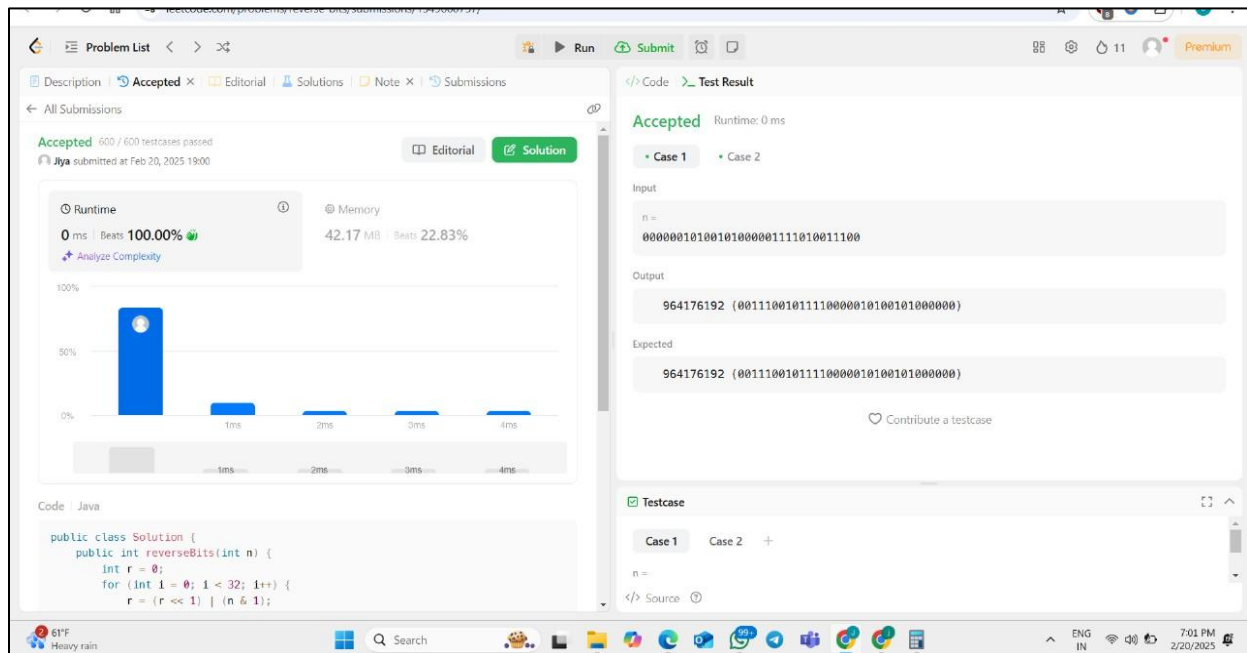 Problem List
Run
Submit
11
Premium
Description
Accepted ×
Editorial
Solutions
Note ×
Submissions
All Submissions
Accepted 600 / 600 testcases passed
Jiya submitted at Feb 20, 2025 19:00
Editorial
Solution
Runtime
0 ms | Beats 100.00%
Analyze Complexity
Memory
42.17 MB | Beats 22.83%
100%
50%
0%
1ms 2ms 3ms 4ms
1ms 2ms 3ms 4ms
Code | Java
public class Solution {
public int reverseBits(int n) {
int r = 0;
for (int i = 0; i < 32; i++) {
r = (r << 1) | (n & 1);
</> Code
>_ Test Result
Accepted Runtime: 0 ms
• Case 1 • Case 2
Input
n =
00000010100101000001111010011100
Output
964176192 (00111001011110000010100101000000)
Expected
964176192 (00111001011110000010100101000000)
Contribute a testcase
Testcase
Case 1 Case 2 +
n =
</> Source
2
61°F
Heavy rain
Search
99+
ENG
IN
7:01 PM
2/20/2025